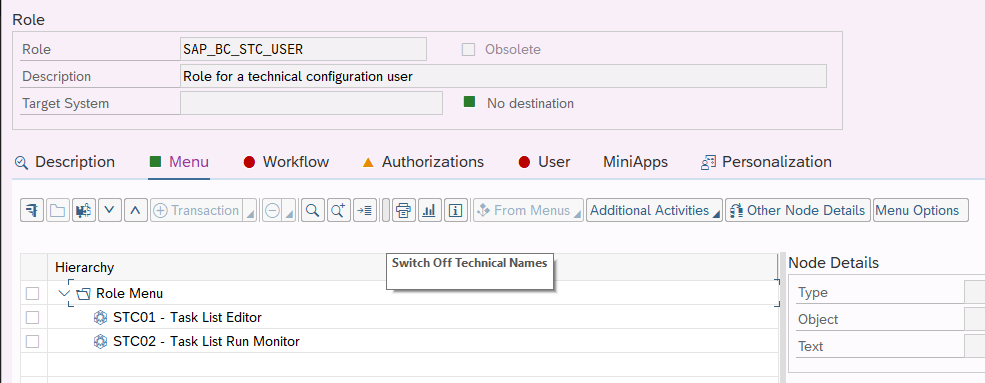 Role
Role SAP_BC_STC_USER Obsolete
Description Role for a technical configuration user
Target System No destination
Description Menu Workflow Authorizations User MiniApps Personalization
Transaction From Menus Additional Activities Other Node Details Menu Options
Switch Off Technical Names
Hierarchy
Role Menu
STC01 - Task List Editor
STC02 - Task List Run Monitor
Node Details
Type
Object
Text